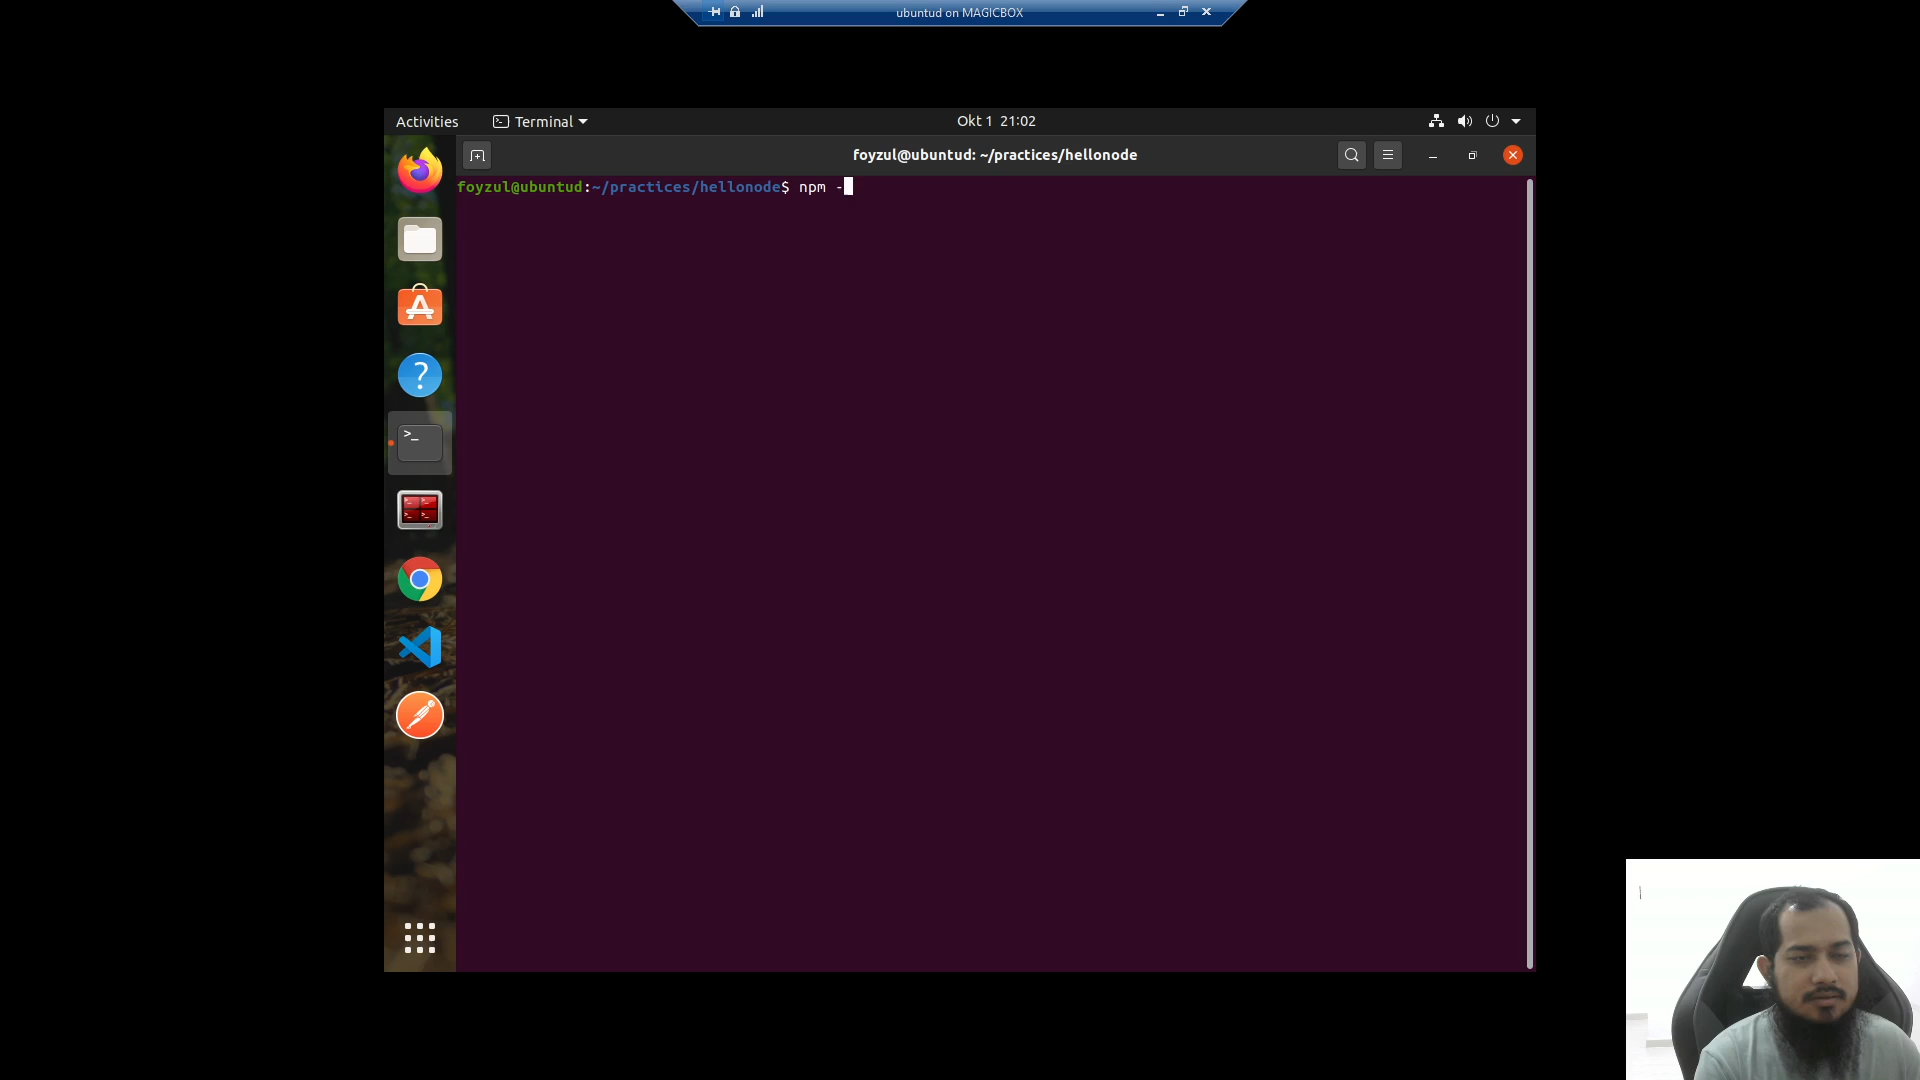 ubuntud on MAGICBOX
Activities
Terminal
Okt 1 21:02
foyzul@ubuntud: ~/practices/hellonode
foyzul@ubuntud:~/practices/hellonode$ npm -